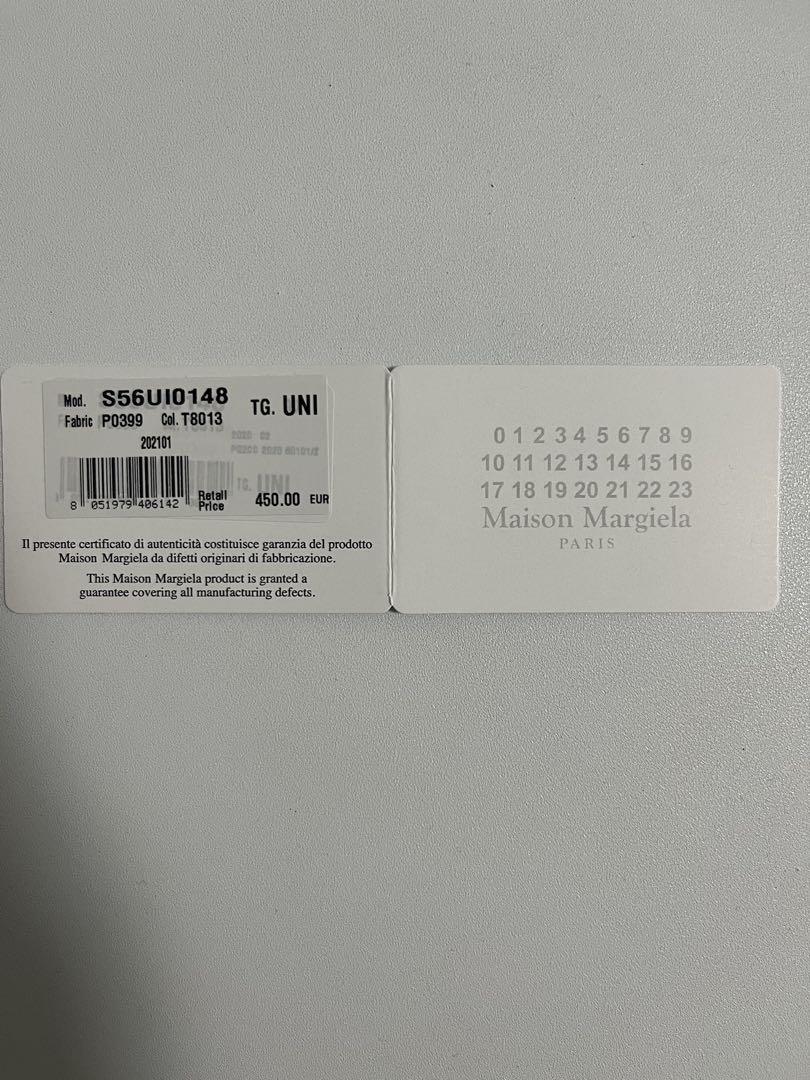 Mod. S56UI0148 TG. UNI
Fabric P0399 Col. T8013
202101
8 051979 406142 Retail Price 450.00 EUR
Il presente certificato di autenticità costituisce garanzia del prodotto
Maison Margiela da difetti originari di fabbricazione.
This Maison Margiela product is granted a
guarantee covering all manufacturing defects.
0 1 2 3 4 5 6 7 8 9
10 11 12 13 14 15 16
17 18 19 20 21 22 23
Maison Margiela
PARIS